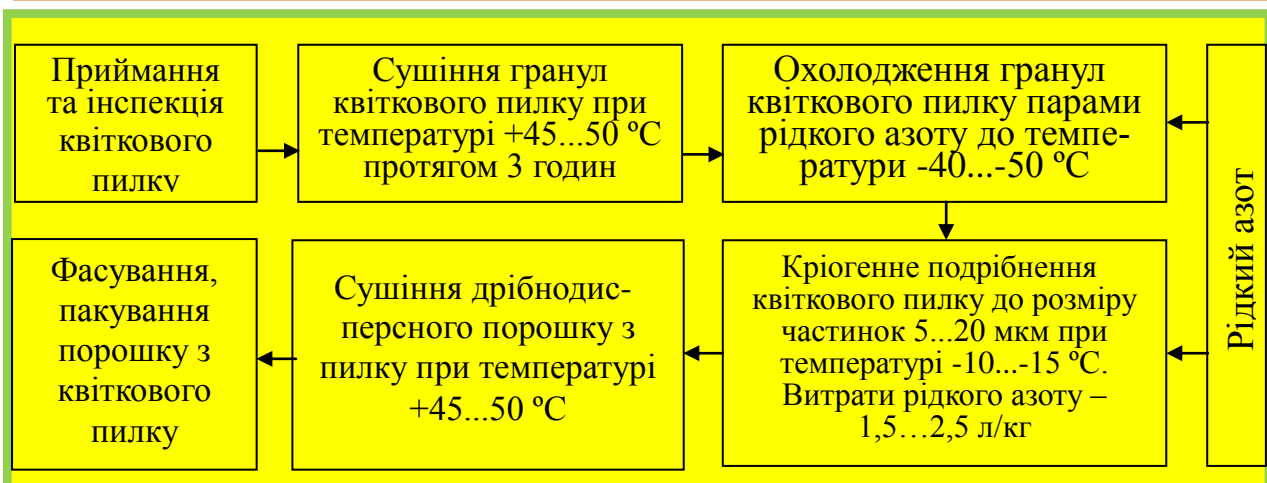 Приймання
та інспекція
квіткового
пилку
Сушіння гранул
квіткового пилку при
температурі +45...50 ºС
протягом 3 годин
Охолодження гранул
квіткового пилку парами
рідкого азоту до темпе-
ратури -40...-50 ºС
Рідкий азот
Кріогенне подрібнення
квіткового пилку до розміру
частинок 5...20 мкм при
температурі -10...-15 ºС.
Витрати рідкого азоту –
1,5…2,5 л/кг
Сушіння дрібнодис-
персного порошку з
пилку при температурі
+45...50 ºС
Фасування,
пакування
порошку з
квіткового
пилку